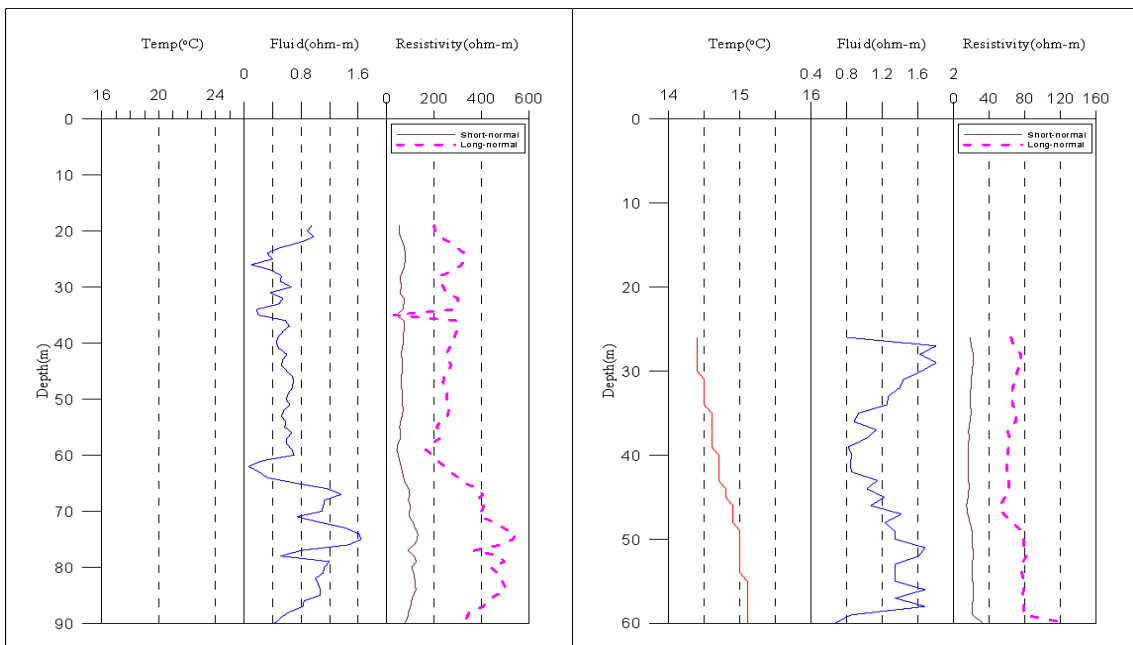 Temp(°C) Fluid(ohm-m) Resistivity(ohm-m)
0 0.8 1.6
16 20 24 0 200 400 600
Short-normal
Long-normal
0
10
20
30
40
50
60
70
80
90
Depth(m)
Temp(°C) Fluid(ohm-m) Resistivity(ohm-m)
0.4 0.8 1.2 1.6 2
14 15 16 0 40 80 120 160
Short-normal
Long-normal
0
10
20
30
40
50
60
Depth(m)